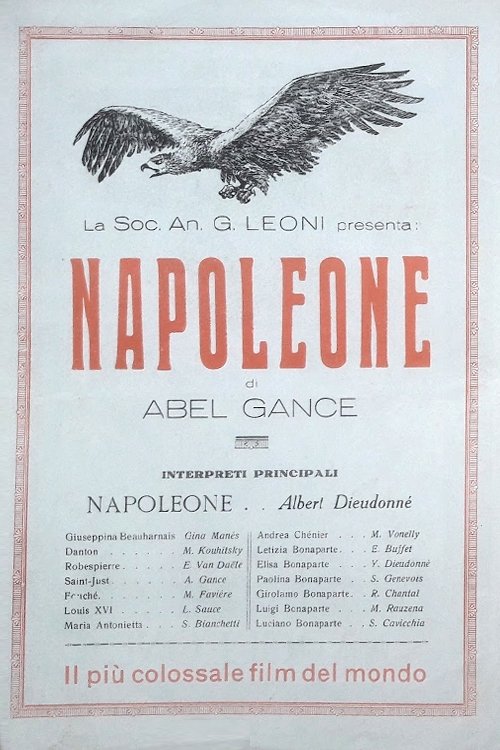 La Soc. An. G. LEONI presenta:
NAPOLEONE
di
ABEL GANCE
INTERPRETI PRINCIPALI
NAPOLEONE . . Albert Dieudonné
Giuseppina Beauharnais Gina Manès
Danton . . . . . . . M. Kouhitsky
Robespierre . . . . . E. Van Daële
Saint-Just . . . . . . A. Gance
Fouché. . . . . . . M. Favière
Louis XVI . . . . . . L. Sauce
Maria Antonietta . . . . S. Bianchetti
Andrea Chénier . . . . M. Vonelly
Letizia Bonaparte . . . E. Buffet
Elisa Bonaparte . . . V. Dieudonné
Paolina Bonaparte . . . S. Genevois
Girolamo Bonaparte. . . R. Chantal
Luigi Bonaparte . . . . M. Rauzena
Luciano Bonaparte . . . S. Cavicchia
Il più colossale film del mondo